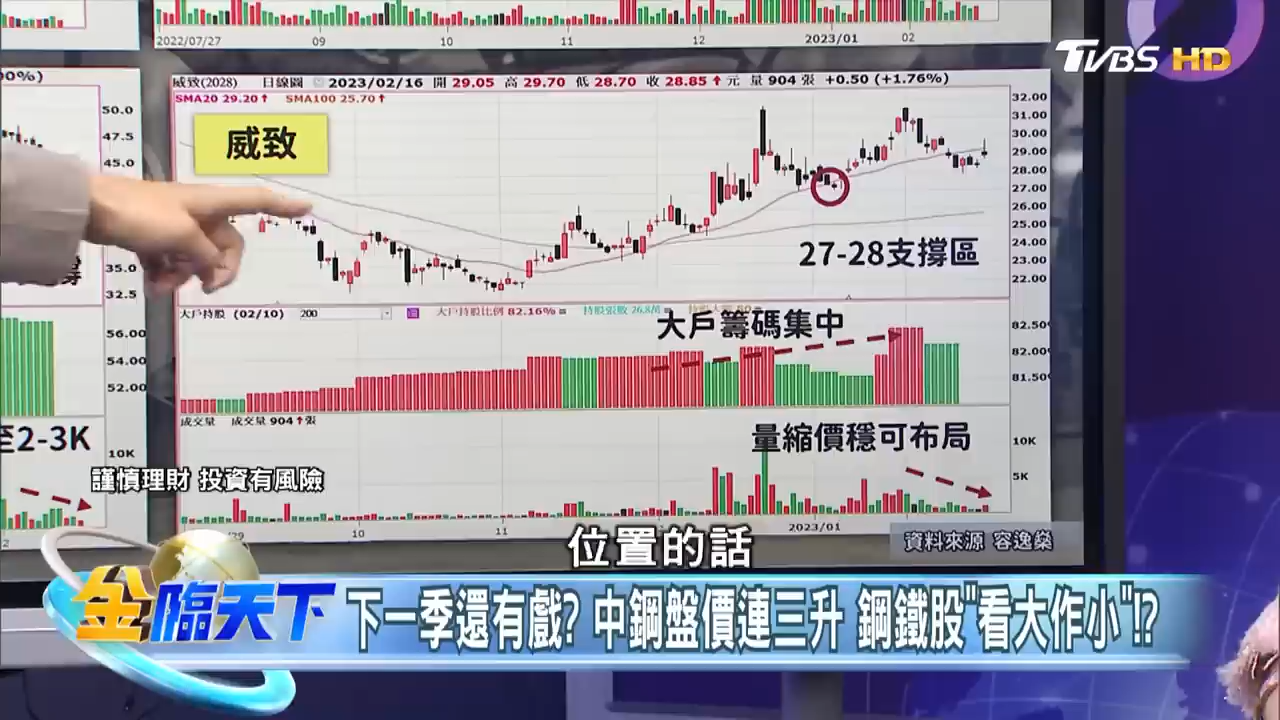 2022/07/27 09 10 11 12 2023/01 02
TVBS HD
00%)
50.0
47.5
45.0
35.0
32.5
56.00
54.00
52.00
至2-3K
10K
威致(2028) 日線圖 2023/02/16 開 29.05 高 29.70 低 28.70 收 28.85↑元 量 904 張 +0.50 (+1.76%)
SMA20 29.20↑ SMA100 25.70↑
威致
32.00
31.00
30.00
29.00
28.00
27.00
26.00
25.00
24.00
23.00
22.00
27-28支撐區
大戶持股 (02/10) 200 大戶持股比例 82.16%
大戶籌碼集中
82.50%
82.00%
81.50%
成交量 成交量 904↑張
量縮價穩可布局
10K
5K
10 11 2023/01
謹慎理財 投資有風險
資料來源 容逸燊
位置的話
金臨天下
下一季還有戲? 中鋼盤價連三升 鋼鐵股"看大作小"!?